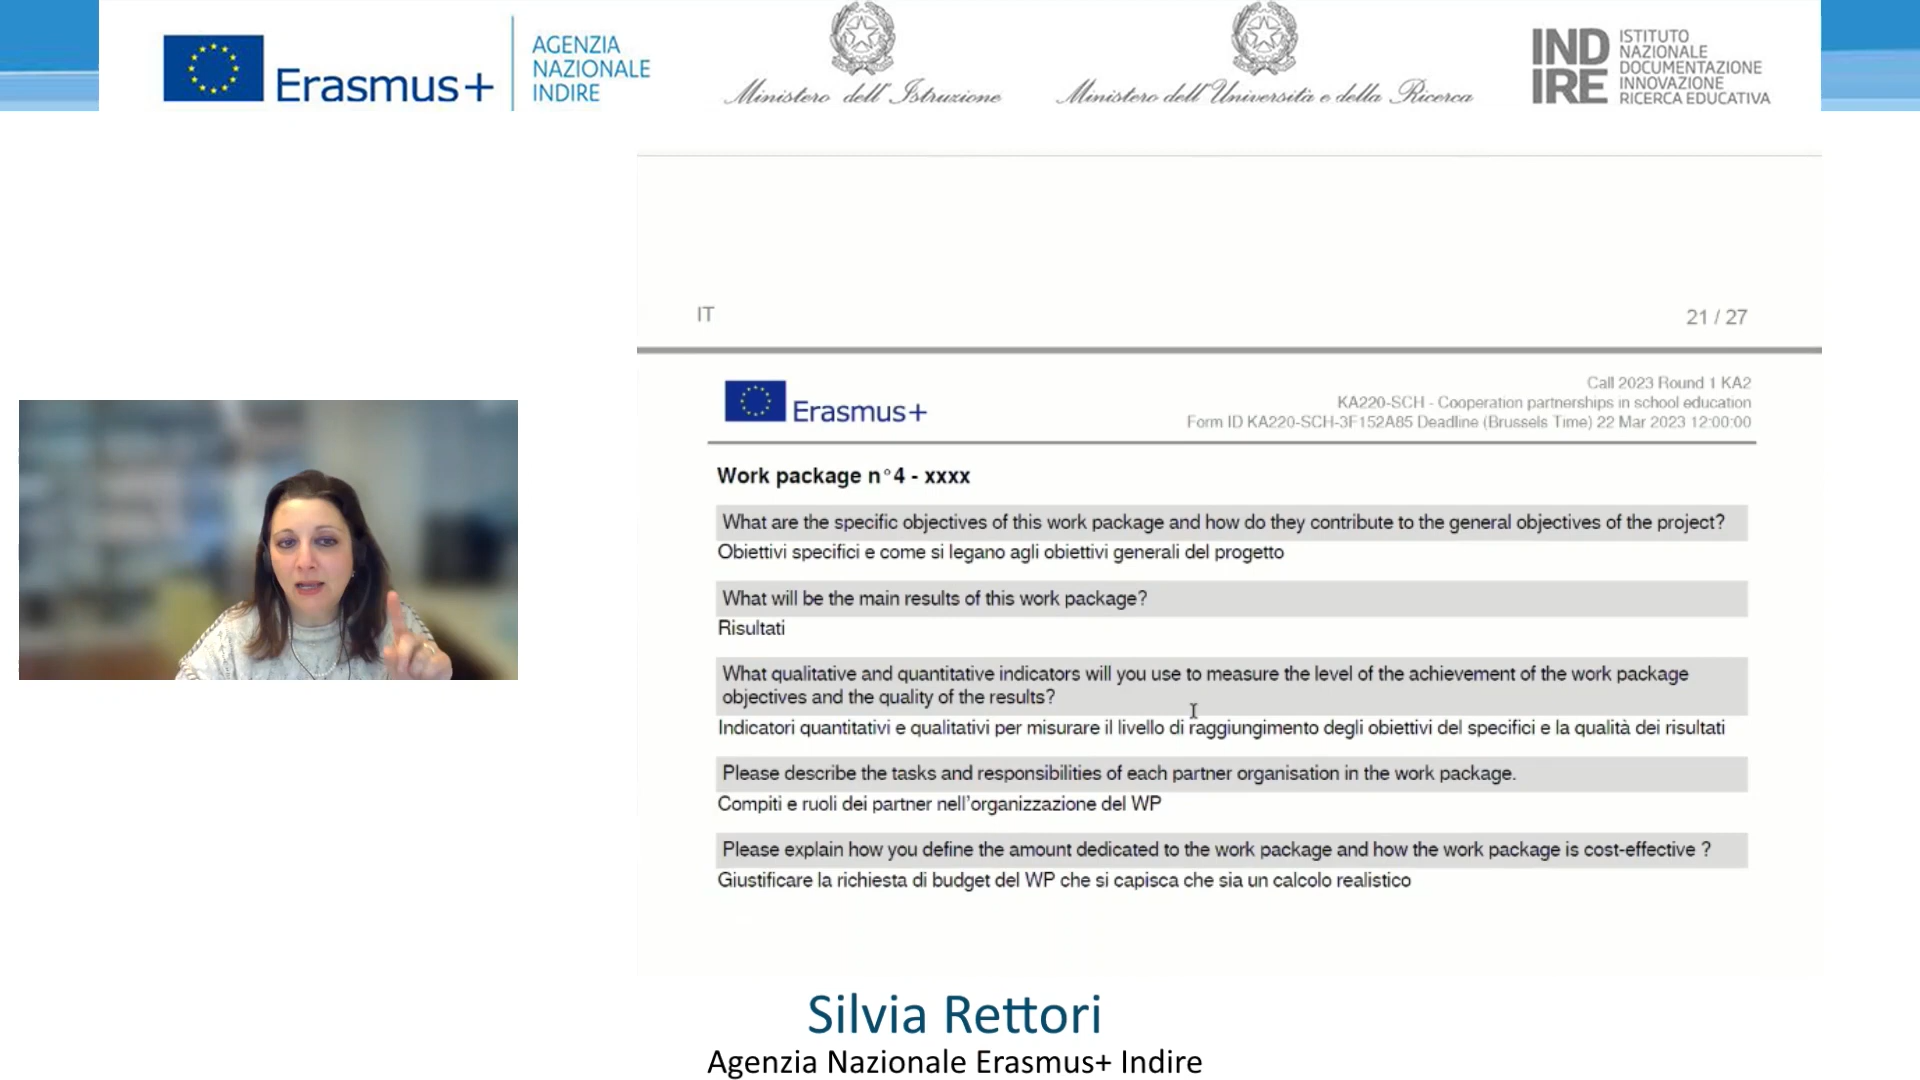 Erasmus+
AGENZIA
NAZIONALE
INDIRE
Ministero dell'Istruzione
Ministero dell'Università e della Ricerca
IND
IRE
ISTITUTO
NAZIONALE
DOCUMENTAZIONE
INNOVAZIONE
RICERCA EDUCATIVA
IT
21 / 27
Erasmus+
Call 2023 Round 1 KA2
KA220-SCH - Cooperation partnerships in school education
Form ID KA220-SCH-3F152A85 Deadline (Brussels Time) 22 Mar 2023 12:00:00
Work package n°4 - xxxx
What are the specific objectives of this work package and how do they contribute to the general objectives of the project?
Obiettivi specifici e come si legano agli obiettivi generali del progetto
What will be the main results of this work package?
Risultati
What qualitative and quantitative indicators will you use to measure the level of the achievement of the work package
objectives and the quality of the results?
Indicatori quantitativi e qualitativi per misurare il livello di raggiungimento degli obiettivi del specifici e la qualità dei risultati
Please describe the tasks and responsibilities of each partner organisation in the work package.
Compiti e ruoli dei partner nell'organizzazione del WP
Please explain how you define the amount dedicated to the work package and how the work package is cost-effective ?
Giustificare la richiesta di budget del WP che si capisca che sia un calcolo realistico
Silvia Rettori
Agenzia Nazionale Erasmus+ Indire